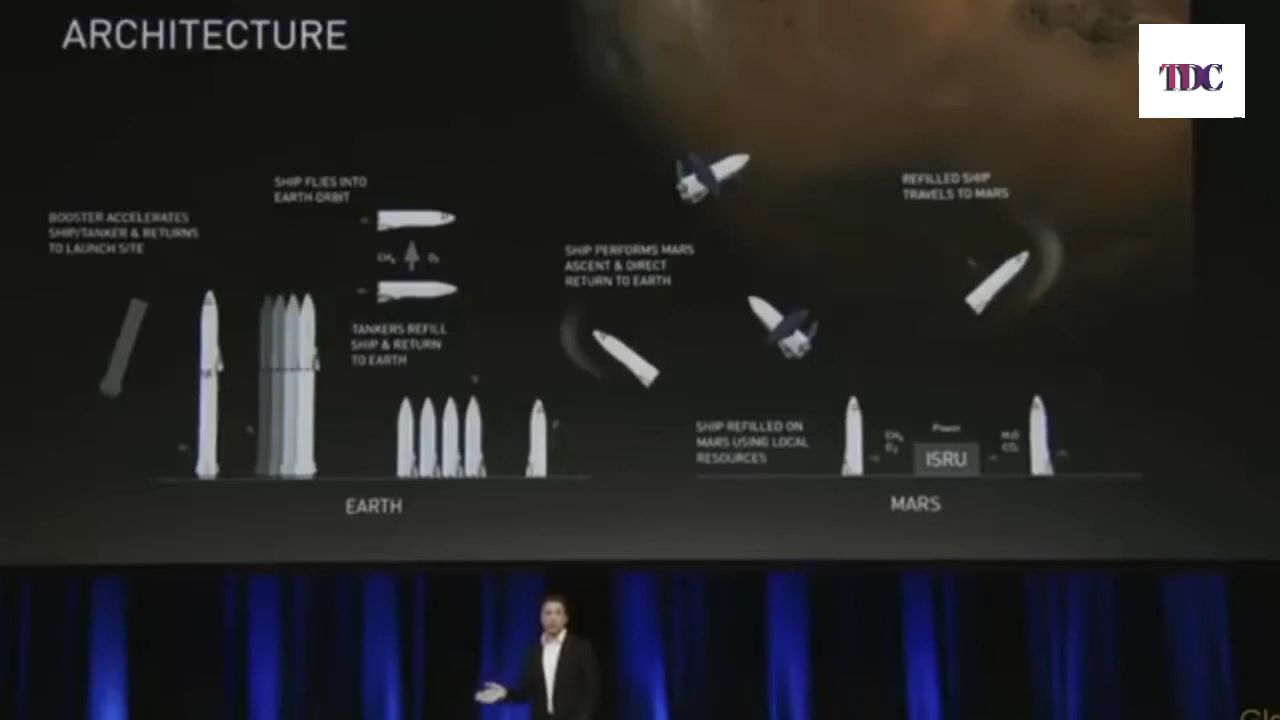 ARCHITECTURE
TDC
SHIP FLIES INTO
EARTH ORBIT
REFILLED SHIP
TRAVELS TO MARS
BOOSTER ACCELERATES
SHIP/TANKER & RETURNS
TO LAUNCH SITE
CH₄ O₂
SHIP PERFORMS MARS
ASCENT & DIRECT
RETURN TO EARTH
TANKERS REFILL
SHIP & RETURN
TO EARTH
SHIP REFILLED ON
MARS USING LOCAL
RESOURCES
CH₄
O₂
Power
ISRU
H₂O
CO₂
EARTH
MARS